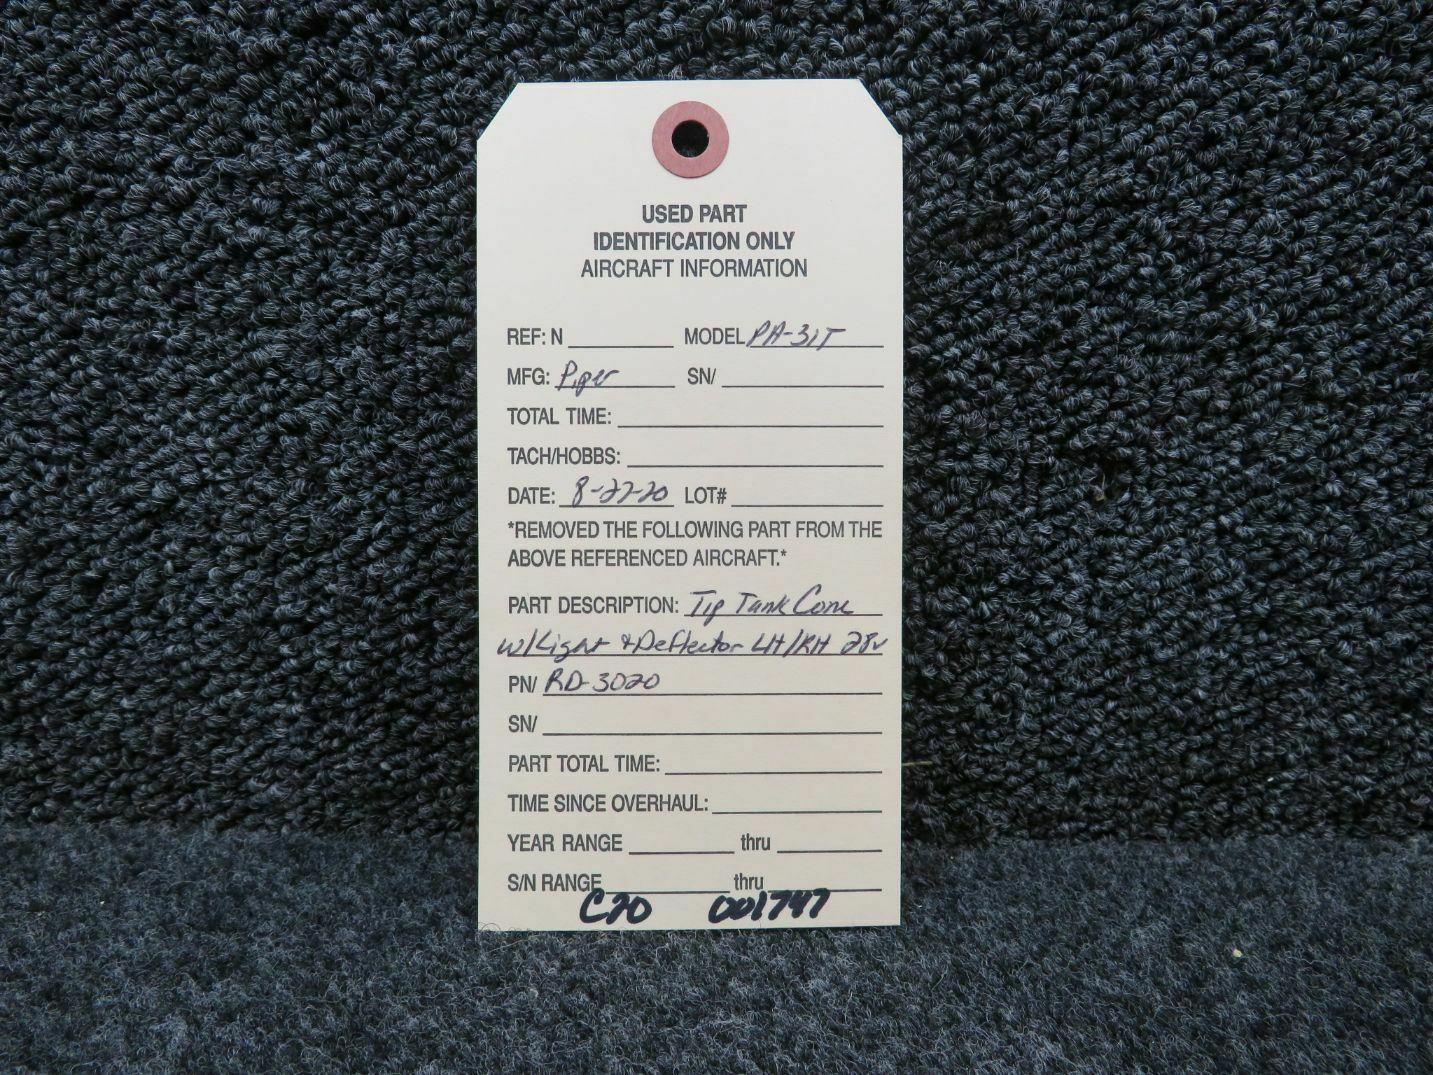 USED PART
IDENTIFICATION ONLY
AIRCRAFT INFORMATION
REF: N MODEL PA-31T
MFG: Piper SN/
TOTAL TIME:
TACH/HOBBS:
DATE: 8-27-20 LOT#
*REMOVED THE FOLLOWING PART FROM THE
ABOVE REFERENCED AIRCRAFT.*
PART DESCRIPTION: Tip Tank Cone
w/Light + Deflector LH/RH 28v
PN/ RD-3020
SN/
PART TOTAL TIME:
TIME SINCE OVERHAUL:
YEAR RANGE thru
S/N RANGE thru
C20 001747